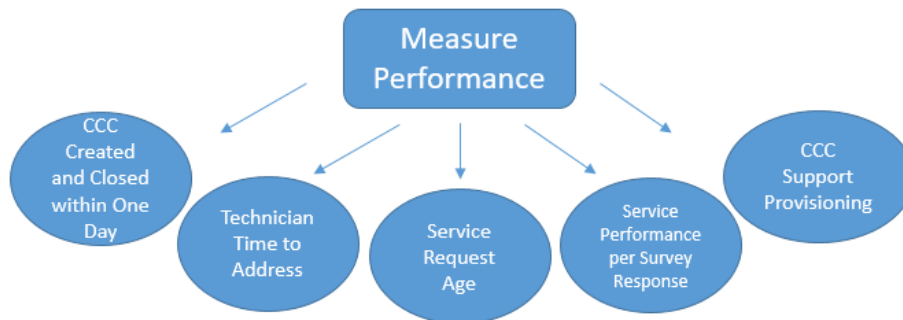 Measure
Performance
CCC
Created
and Closed
within One
Day
Technician
Time to
Address
Service
Request
Age
Service
Performance
per Survey
Response
CCC
Support
Provisioning